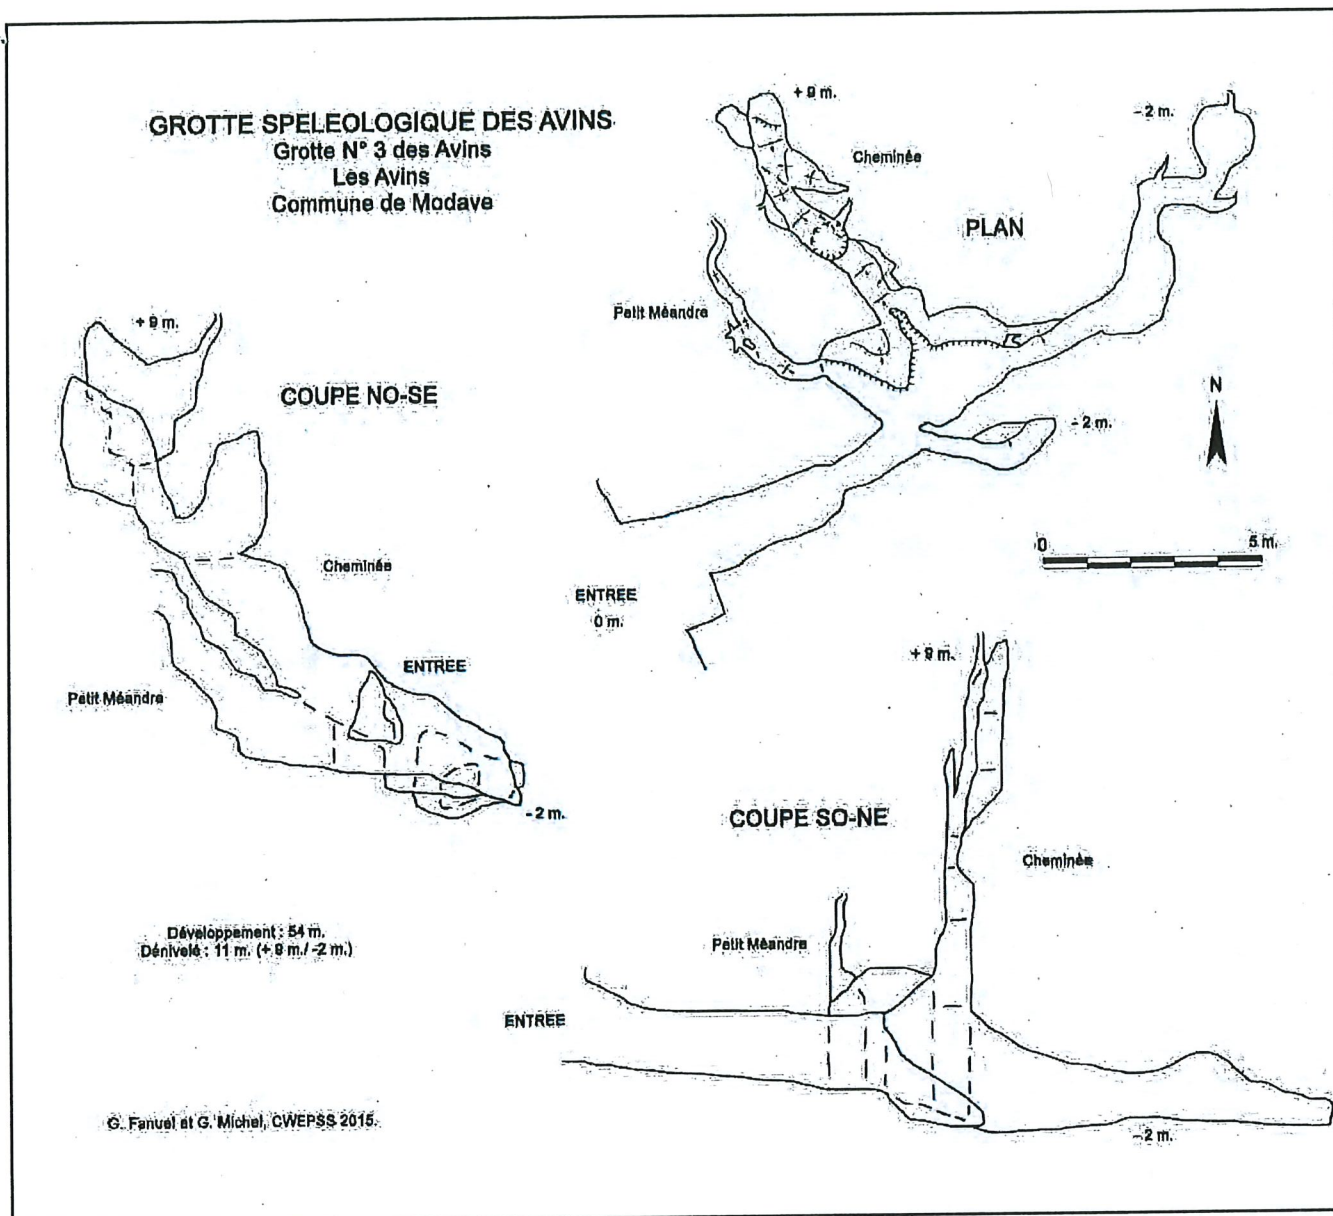 GROTTE SPELEOLOGIQUE DES AVINS
Grotte N° 3 des Avins
Les Avins
Commune de Modave
+ 9 m.
- 2 m.
Cheminée
PLAN
Petit Méandre
- 2 m.
N
0 5 m.
ENTREE
0 m.
+ 9 m.
COUPE NO-SE
Cheminée
ENTREE
Petit Méandre
- 2 m.
+ 9 m.
COUPE SO-NE
Cheminée
Petit Méandre
ENTREE
- 2 m.
Développement : 54 m.
Dénivelé : 11 m. (+ 9 m./ -2 m.)
G. Fanuel et G. Michel, CWEPSS 2015.